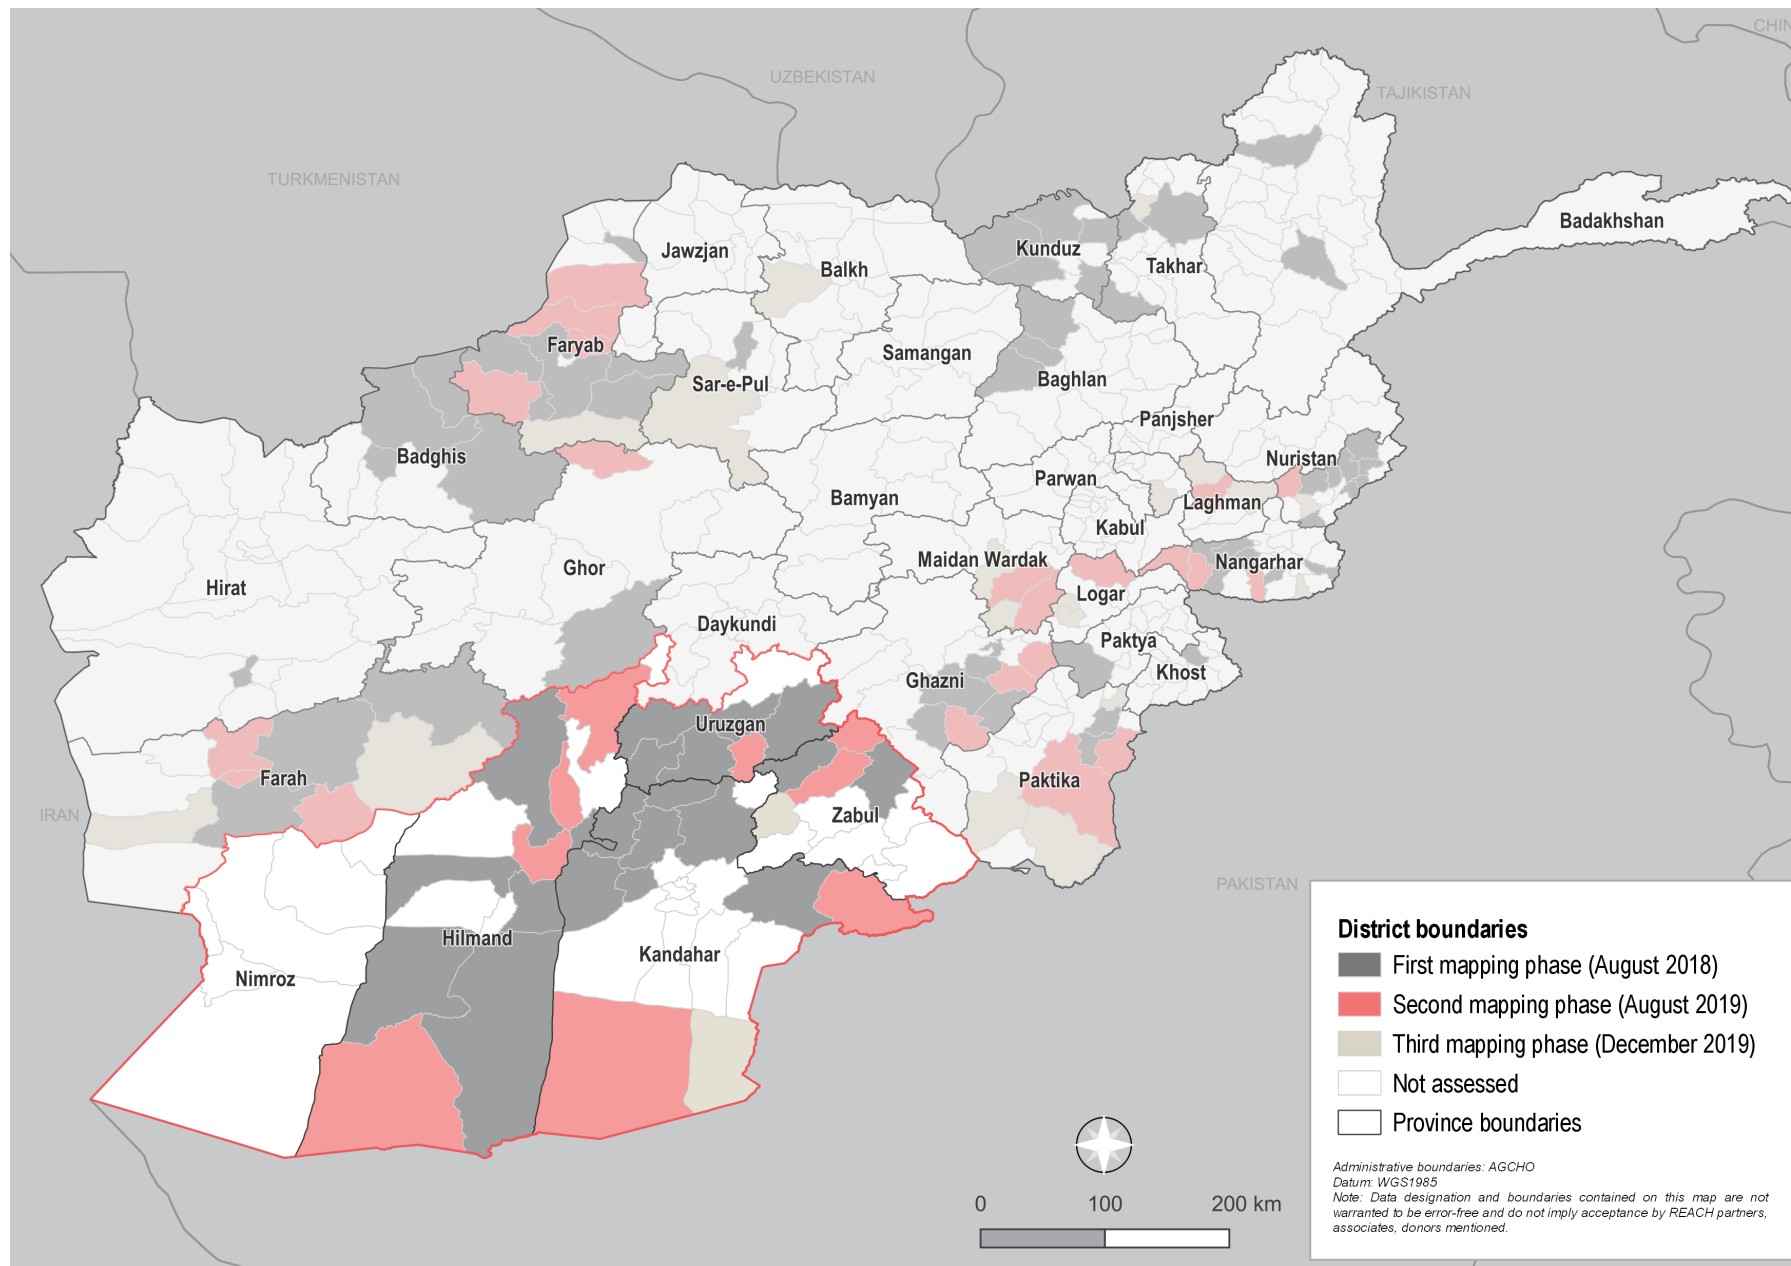 CHIN
UZBEKISTAN
TAJIKISTAN
TURKMENISTAN
Badakhshan
Jawzjan
Kunduz
Balkh
Takhar
Faryab
Samangan
Sar-e-Pul
Baghlan
Panjsher
Badghis
Nuristan
Parwan
Bamyan
Laghman
Kabul
Maidan Wardak
Nangarhar
Ghor
Hirat
Logar
Daykundi
Paktya
Khost
Ghazni
Uruzgan
Farah
Paktika
IRAN
Zabul
PAKISTAN
Hilmand
Kandahar
Nimroz
District boundaries
First mapping phase (August 2018)
Second mapping phase (August 2019)
Third mapping phase (December 2019)
Not assessed
Province boundaries
Administrative boundaries: AGCHO
Datum: WGS1985
Note: Data designation and boundaries contained on this map are not
warranted to be error-free and do not imply acceptance by REACH partners,
associates, donors mentioned.
0 100 200 km